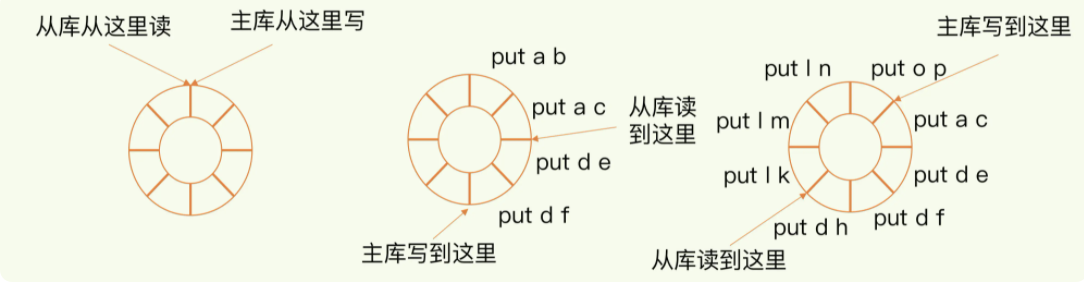 从库从这里读
主库从这里写
put a b
put a c
从库读
到这里
put d e
put d f
主库写到这里
主库写到这里
put l n
put o p
put l m
put a c
put l k
put d e
put d h
put d f
从库读到这里